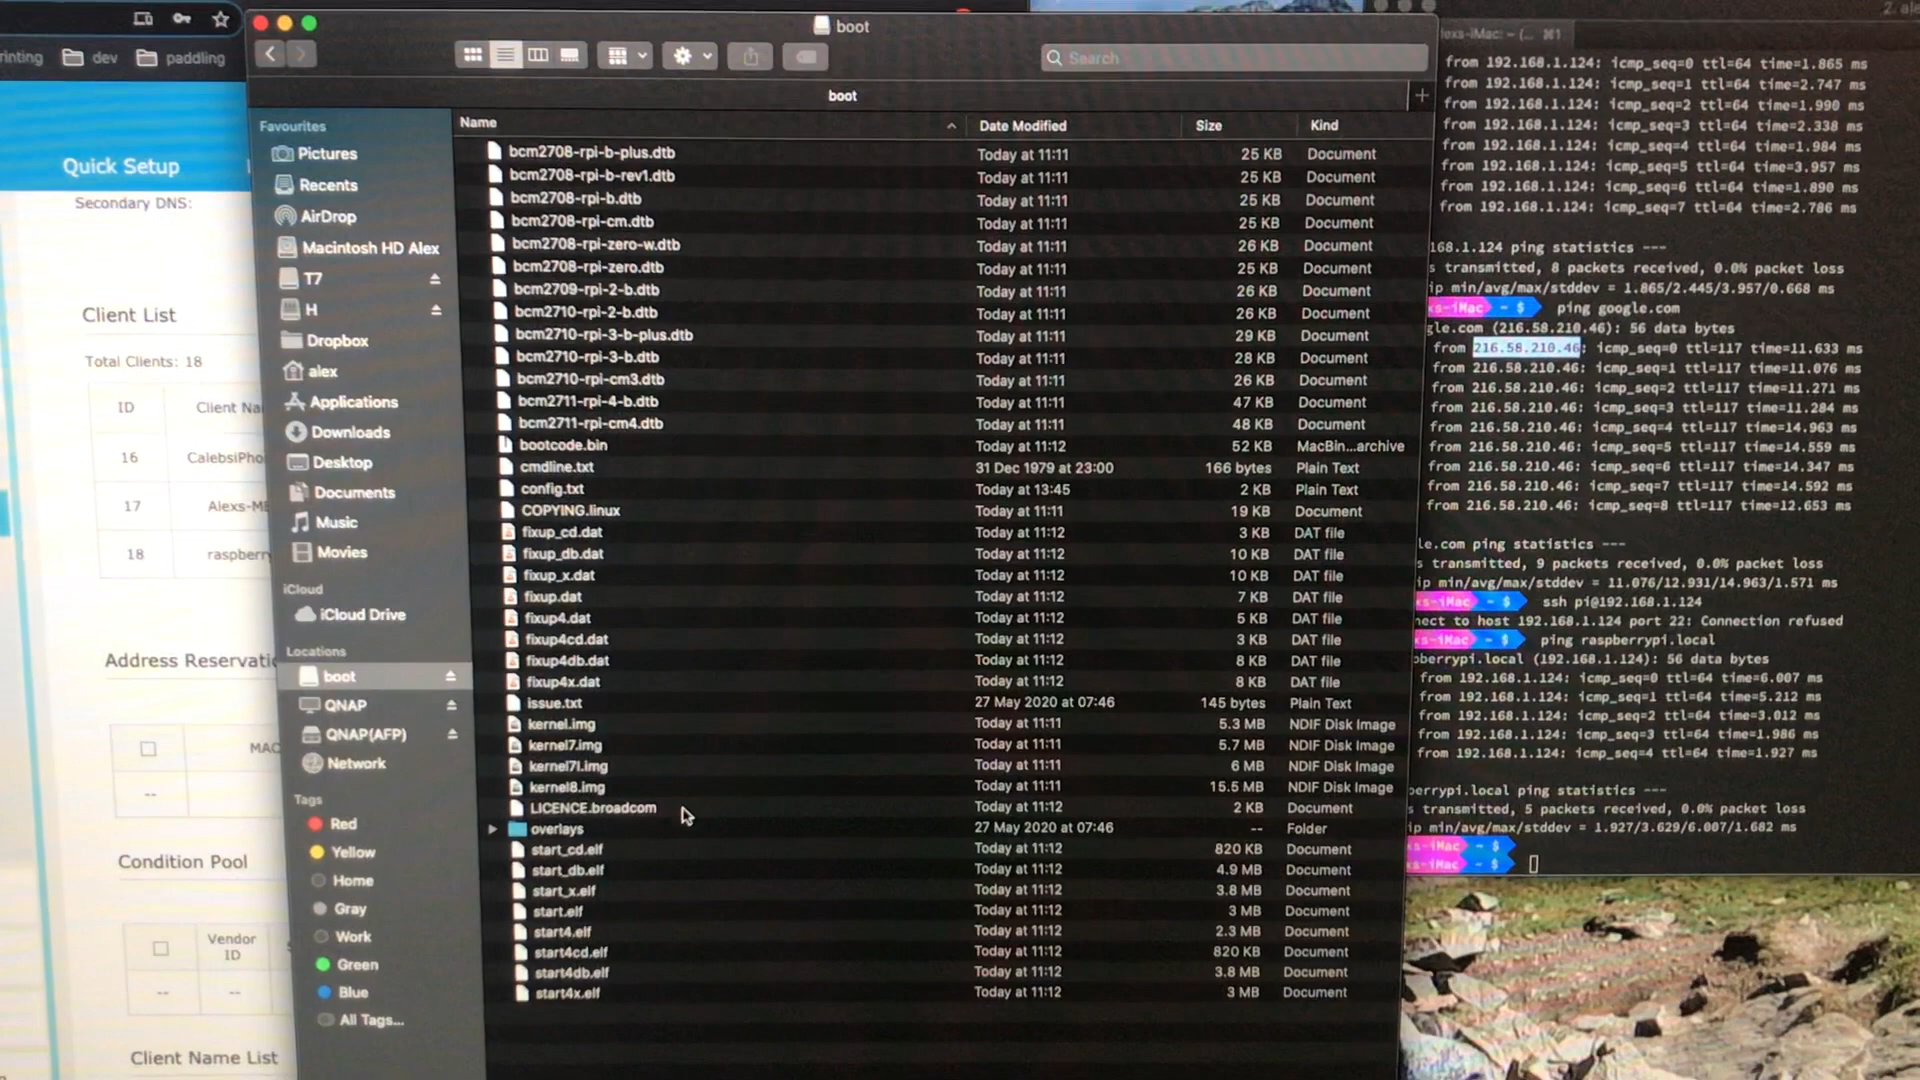 rinting dev paddling
Quick Setup
Secondary DNS:
Client List
Total Clients: 18
ID Client Na
16 CalebsiPho
17 Alexs-MB
18 raspberry
Address Reservatio
MAC
--
Condition Pool
Vendor ID
-- --
Client Name List
boot
Search
boot
Favourites
Pictures
Recents
AirDrop
Macintosh HD Alex
T7
H
Dropbox
alex
Applications
Downloads
Desktop
Documents
Music
Movies
iCloud
iCloud Drive
Locations
boot
QNAP
QNAP(AFP)
Network
Tags
Red
Yellow
Home
Gray
Work
Green
Blue
All Tags...
Name Date Modified Size Kind
bcm2708-rpi-b-plus.dtb Today at 11:11 25 KB Document
bcm2708-rpi-b-rev1.dtb Today at 11:11 25 KB Document
bcm2708-rpi-b.dtb Today at 11:11 25 KB Document
bcm2708-rpi-cm.dtb Today at 11:11 25 KB Document
bcm2708-rpi-zero-w.dtb Today at 11:11 26 KB Document
bcm2708-rpi-zero.dtb Today at 11:11 25 KB Document
bcm2709-rpi-2-b.dtb Today at 11:11 26 KB Document
bcm2710-rpi-2-b.dtb Today at 11:11 26 KB Document
bcm2710-rpi-3-b-plus.dtb Today at 11:11 29 KB Document
bcm2710-rpi-3-b.dtb Today at 11:11 28 KB Document
bcm2710-rpi-cm3.dtb Today at 11:11 26 KB Document
bcm2711-rpi-4-b.dtb Today at 11:11 47 KB Document
bcm2711-rpi-cm4.dtb Today at 11:11 48 KB Document
bootcode.bin Today at 11:12 52 KB MacBin...archive
cmdline.txt 31 Dec 1979 at 23:00 166 bytes Plain Text
config.txt Today at 13:45 2 KB Plain Text
COPYING.linux Today at 11:11 19 KB Document
fixup_cd.dat Today at 11:12 3 KB DAT file
fixup_db.dat Today at 11:12 10 KB DAT file
fixup_x.dat Today at 11:12 10 KB DAT file
fixup.dat Today at 11:12 7 KB DAT file
fixup4.dat Today at 11:12 5 KB DAT file
fixup4cd.dat Today at 11:12 3 KB DAT file
fixup4db.dat Today at 11:12 8 KB DAT file
fixup4x.dat Today at 11:12 8 KB DAT file
issue.txt 27 May 2020 at 07:46 145 bytes Plain Text
kernel.img Today at 11:11 5.3 MB NDIF Disk Image
kernel7.img Today at 11:11 5.7 MB NDIF Disk Image
kernel7l.img Today at 11:11 6 MB NDIF Disk Image
kernel8.img Today at 11:11 15.5 MB NDIF Disk Image
LICENCE.broadcom Today at 11:12 2 KB Document
overlays 27 May 2020 at 07:46 -- Folder
start_cd.elf Today at 11:12 820 KB Document
start_db.elf Today at 11:12 4.9 MB Document
start_x.elf Today at 11:12 3.8 MB Document
start.elf Today at 11:12 3 MB Document
start4.elf Today at 11:12 2.3 MB Document
start4cd.elf Today at 11:12 820 KB Document
start4db.elf Today at 11:12 3.8 MB Document
start4x.elf Today at 11:12 3 MB Document
2. ale
lexs-iMac: ~ (... ⌘1
from 192.168.1.124: icmp_seq=0 ttl=64 time=1.865 ms
from 192.168.1.124: icmp_seq=1 ttl=64 time=2.747 ms
from 192.168.1.124: icmp_seq=2 ttl=64 time=1.990 ms
from 192.168.1.124: icmp_seq=3 ttl=64 time=2.338 ms
from 192.168.1.124: icmp_seq=4 ttl=64 time=1.984 ms
from 192.168.1.124: icmp_seq=5 ttl=64 time=3.957 ms
from 192.168.1.124: icmp_seq=6 ttl=64 time=1.890 ms
from 192.168.1.124: icmp_seq=7 ttl=64 time=2.786 ms
168.1.124 ping statistics ---
s transmitted, 8 packets received, 0.0% packet loss
ip min/avg/max/stddev = 1.865/2.445/3.957/0.668 ms
xs-iMac ~ $ ping google.com
gle.com (216.58.210.46): 56 data bytes
from 216.58.210.46: icmp_seq=0 ttl=117 time=11.633 ms
from 216.58.210.46: icmp_seq=1 ttl=117 time=11.076 ms
from 216.58.210.46: icmp_seq=2 ttl=117 time=11.271 ms
from 216.58.210.46: icmp_seq=3 ttl=117 time=11.284 ms
from 216.58.210.46: icmp_seq=4 ttl=117 time=14.963 ms
from 216.58.210.46: icmp_seq=5 ttl=117 time=14.559 ms
from 216.58.210.46: icmp_seq=6 ttl=117 time=14.347 ms
from 216.58.210.46: icmp_seq=7 ttl=117 time=14.592 ms
from 216.58.210.46: icmp_seq=8 ttl=117 time=12.653 ms
le.com ping statistics ---
s transmitted, 9 packets received, 0.0% packet loss
ip min/avg/max/stddev = 11.076/12.931/14.963/1.571 ms
xs-iMac ~ $ ssh pi@192.168.1.124
nect to host 192.168.1.124 port 22: Connection refused
xs-iMac ~ $ ping raspberrypi.local
pberrypi.local (192.168.1.124): 56 data bytes
from 192.168.1.124: icmp_seq=0 ttl=64 time=6.007 ms
from 192.168.1.124: icmp_seq=1 ttl=64 time=5.212 ms
from 192.168.1.124: icmp_seq=2 ttl=64 time=3.012 ms
from 192.168.1.124: icmp_seq=3 ttl=64 time=1.986 ms
from 192.168.1.124: icmp_seq=4 ttl=64 time=1.927 ms
berrypi.local ping statistics ---
s transmitted, 5 packets received, 0.0% packet loss
ip min/avg/max/stddev = 1.927/3.629/6.007/1.682 ms
xs-iMac ~ $
xs-iMac ~ $